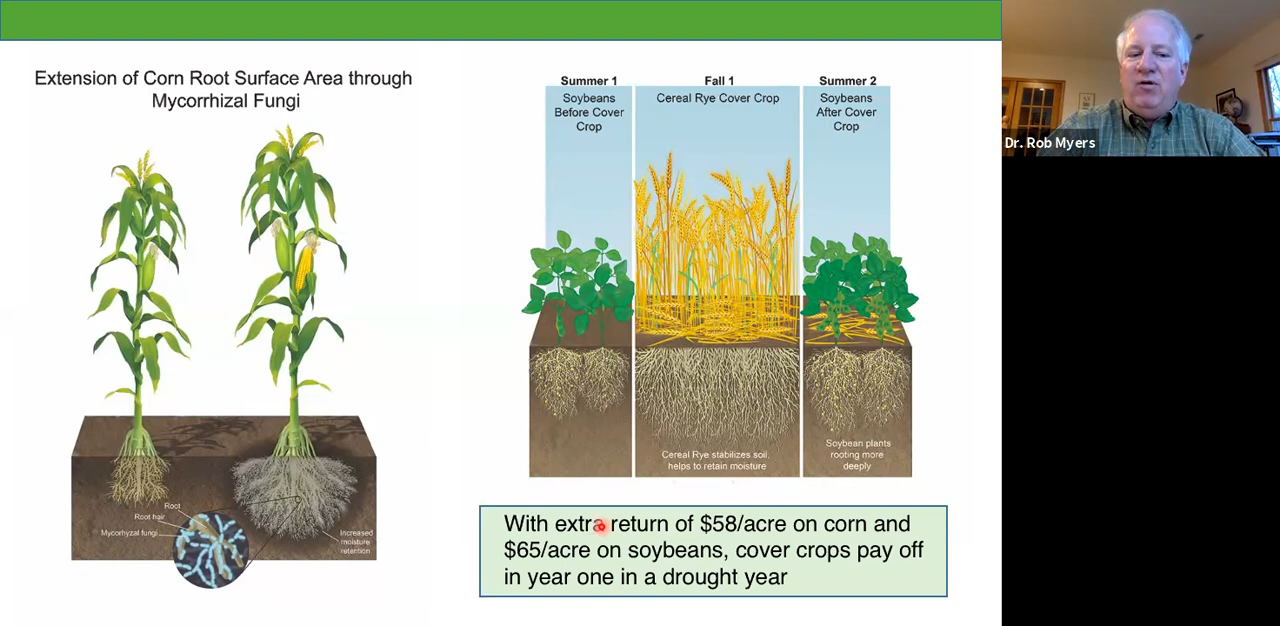 Extension of Corn Root Surface Area through
Mycorrhizal Fungi
Root
Root hair
Mycorrhyzal fungi
Increased
moisture
retention
Summer 1
Soybeans
Before Cover
Crop
Fall 1
Cereal Rye Cover Crop
Summer 2
Soybeans
After Cover
Crop
Cereal Rye stabilizes soil,
helps to retain moisture
Soybean plants
rooting more
deeply
With extra return of $58/acre on corn and
$65/acre on soybeans, cover crops pay off
in year one in a drought year
Dr. Rob Myers